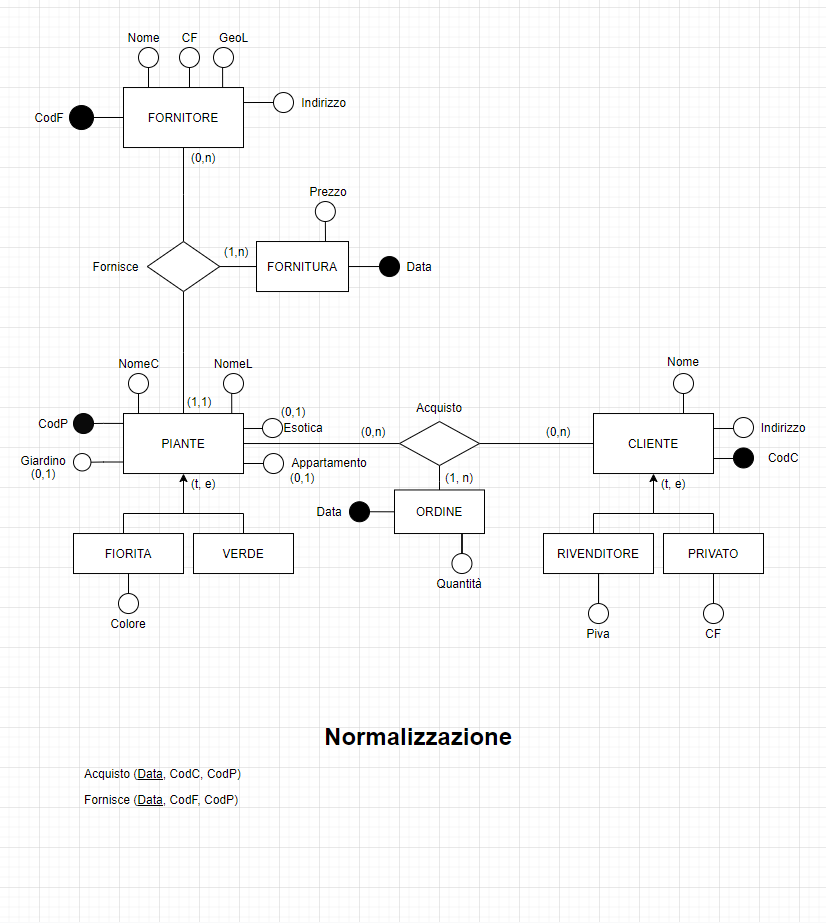 Nome CF GeoL
CodF FORNITORE Indirizzo
(0,n)
Prezzo
(1,n)
Fornisce FORNITURA Data
NomeC NomeL
(1,1)
CodP PIANTE
(0,1)
Esotica
Giardino
(0,1)
Appartamento
(0,1)
(t, e)
FIORITA VERDE
Colore
Acquisto
(0,n) (0,n)
(1, n)
Data ORDINE
Quantità
Nome
CLIENTE Indirizzo
CodC
(t, e)
RIVENDITORE PRIVATO
Piva CF
Normalizzazione
Acquisto (Data, CodC, CodP)
Fornisce (Data, CodF, CodP)